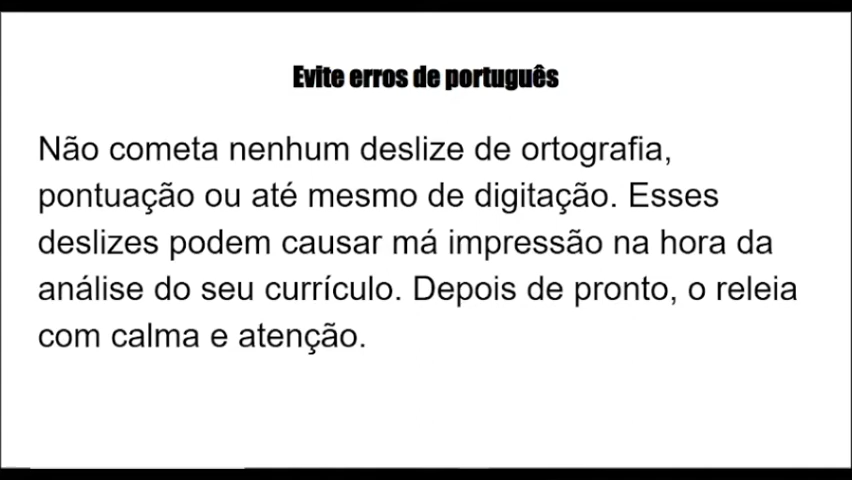 Evite erros de português
Não cometa nenhum deslize de ortografia,
pontuação ou até mesmo de digitação. Esses
deslizes podem causar má impressão na hora da
análise do seu currículo. Depois de pronto, o releia
com calma e atenção.